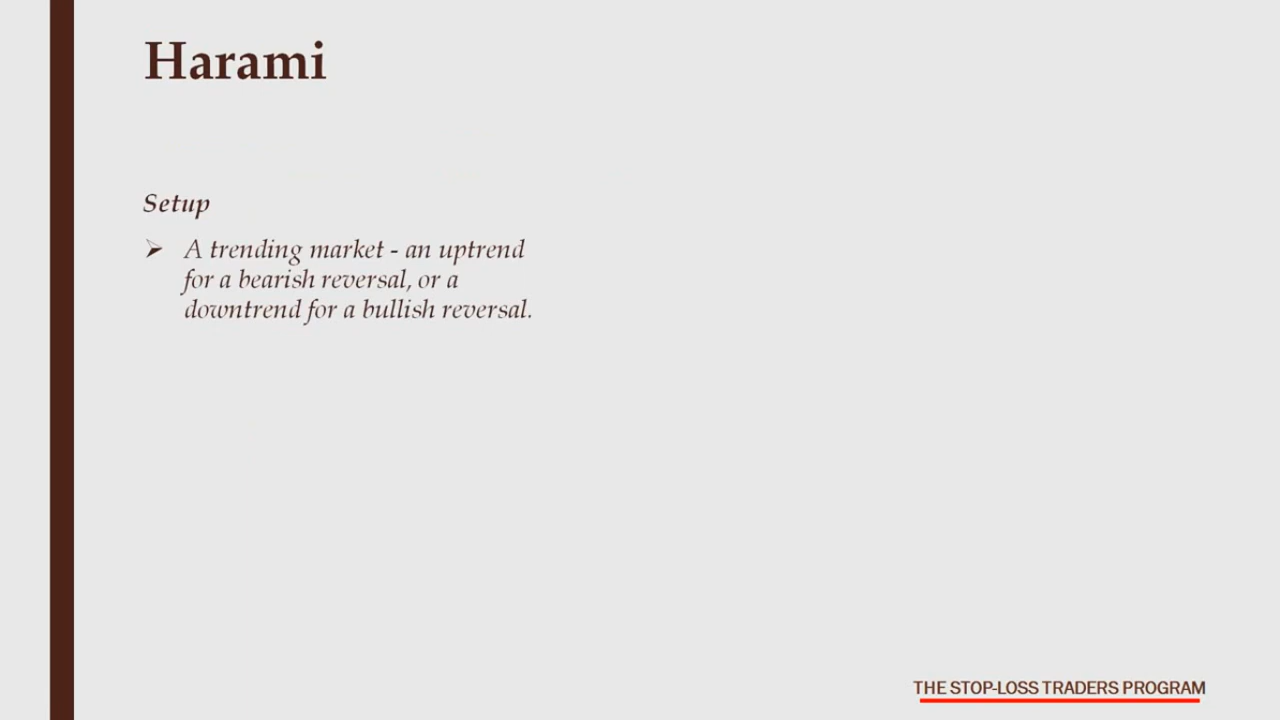 Harami
Setup
➢ A trending market - an uptrend
for a bearish reversal, or a
downtrend for a bullish reversal.
THE STOP-LOSS TRADERS PROGRAM